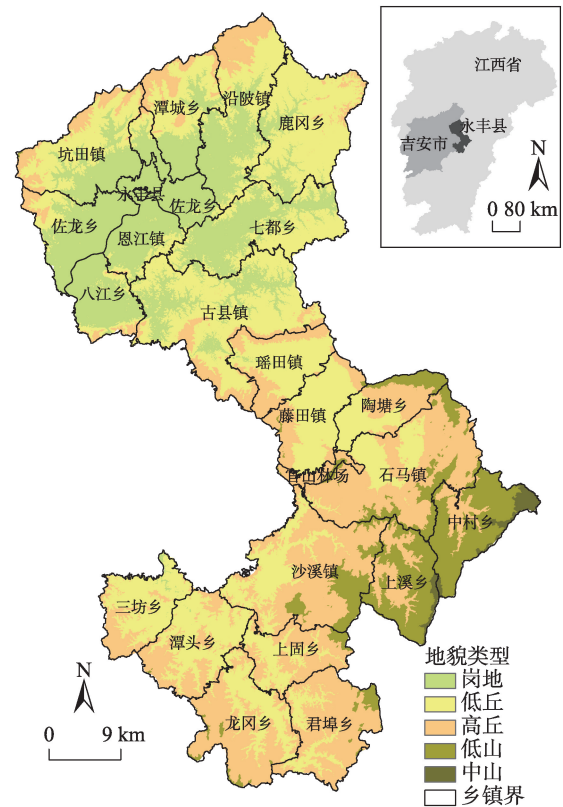 江西省
吉安市
永丰县
N
0 80 km
沿陂镇
潭城乡
鹿冈乡
坑田镇
永丰县
佐龙乡
佐龙乡
恩江镇
七都乡
八江乡
古县镇
瑶田镇
藤田镇
陶塘乡
官山林场
石马镇
中村乡
沙溪镇
上溪乡
三坊乡
潭头乡
上固乡
龙冈乡
君埠乡
N
0 9 km
地貌类型
岗地
低丘
高丘
低山
中山
乡镇界